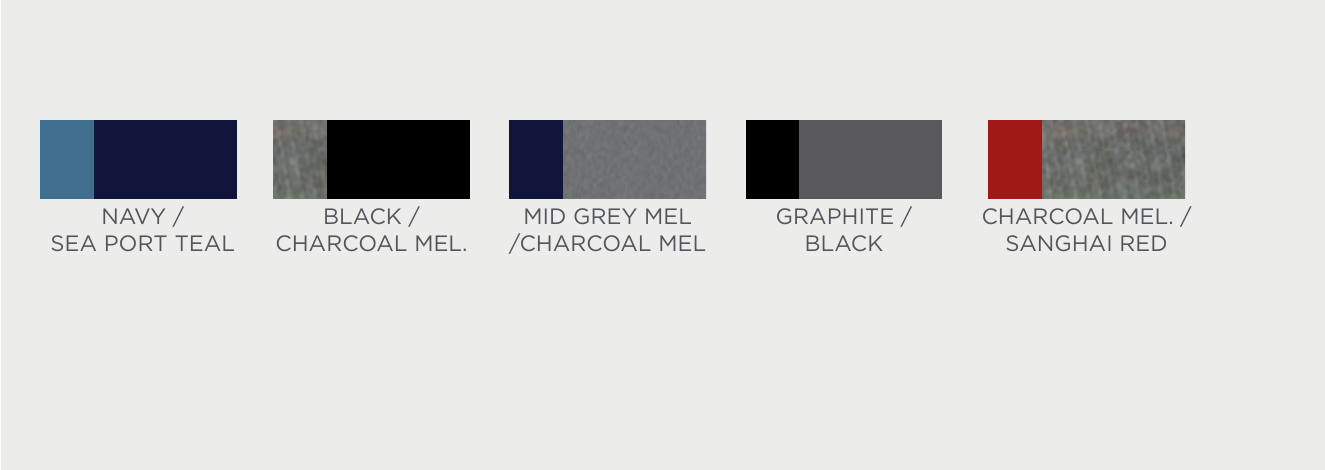 NAVY /
SEA PORT TEAL
BLACK /
CHARCOAL MEL.
MID GREY MEL
/CHARCOAL MEL
GRAPHITE /
BLACK
CHARCOAL MEL. /
SANGHAI RED